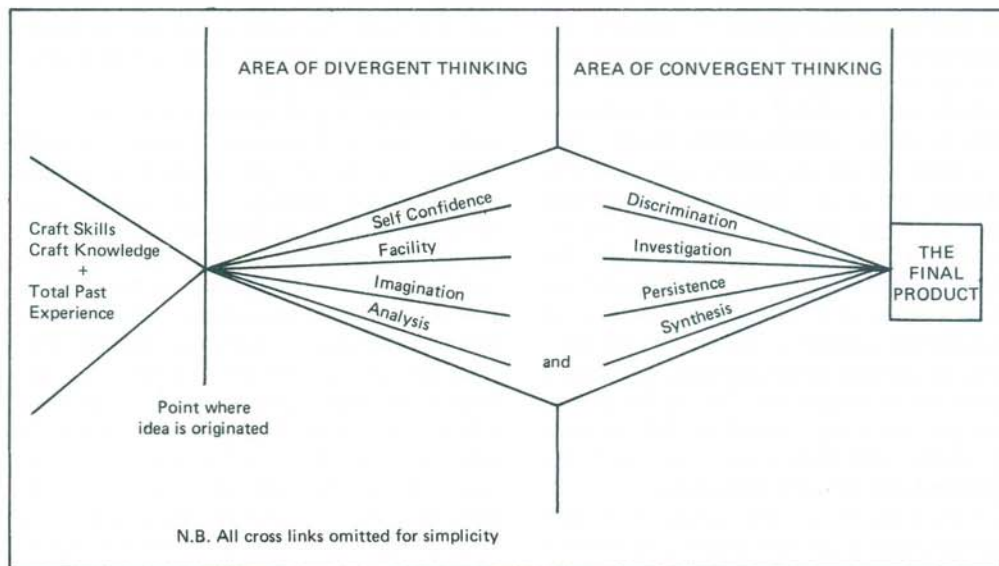 AREA OF DIVERGENT THINKING
AREA OF CONVERGENT THINKING
Craft Skills
Craft Knowledge
+
Total Past
Experience
Self Confidence
Facility
Imagination
Analysis
and
Discrimination
Investigation
Persistence
Synthesis
THE
FINAL
PRODUCT
Point where
idea is originated
N.B. All cross links omitted for simplicity